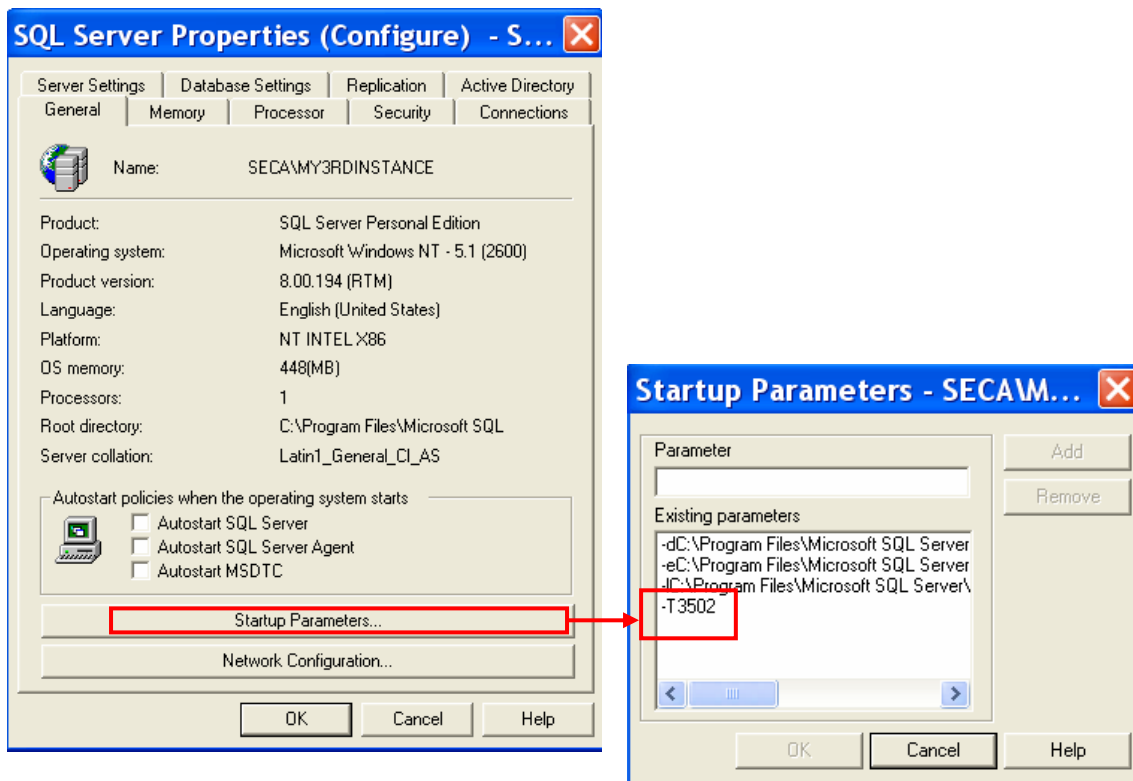 SQL Server Properties (Configure) - S...
Server Settings Database Settings Replication Active Directory
General Memory Processor Security Connections
Name: SECA\MY3RDINSTANCE
Product: SQL Server Personal Edition
Operating system: Microsoft Windows NT - 5.1 (2600)
Product version: 8.00.194 (RTM)
Language: English (United States)
Platform: NT INTEL X86
OS memory: 448(MB)
Processors: 1
Root directory: C:\Program Files\Microsoft SQL
Server collation: Latin1_General_CI_AS
Autostart policies when the operating system starts
Autostart SQL Server
Autostart SQL Server Agent
Autostart MSDTC
Startup Parameters...
Network Configuration...
OK Cancel Help
Startup Parameters - SECA\M...
Parameter
Add
Remove
Existing parameters
-dC:\Program Files\Microsoft SQL Server
-eC:\Program Files\Microsoft SQL Server
-lC:\Program Files\Microsoft SQL Server\
-T3502
OK Cancel Help